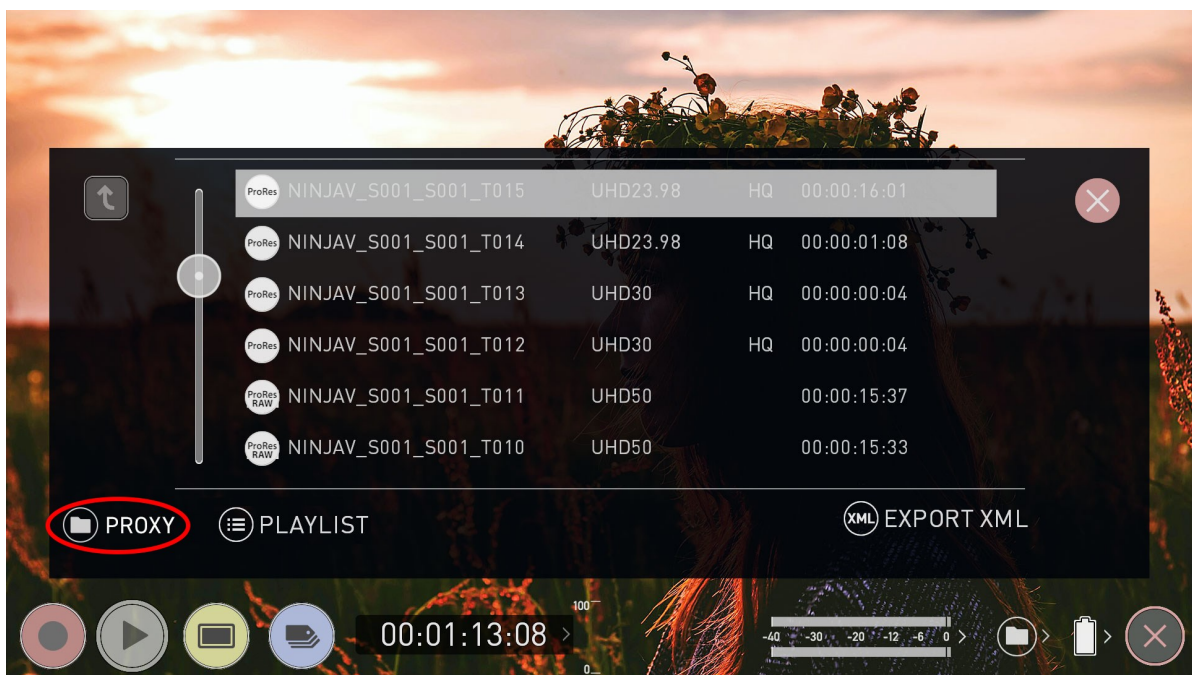 ProRes NINJAV_S001_S001_T015 UHD23.98 HQ 00:00:16:01
ProRes NINJAV_S001_S001_T014 UHD23.98 HQ 00:00:01:08
ProRes NINJAV_S001_S001_T013 UHD30 HQ 00:00:00:04
ProRes NINJAV_S001_S001_T012 UHD30 HQ 00:00:00:04
ProRes RAW NINJAV_S001_S001_T011 UHD50 00:00:15:37
ProRes RAW NINJAV_S001_S001_T010 UHD50 00:00:15:33
PROXY PLAYLIST XML EXPORT XML
100
00:01:13:08 >
-40 -30 -20 -12 -6 0 > > >
0